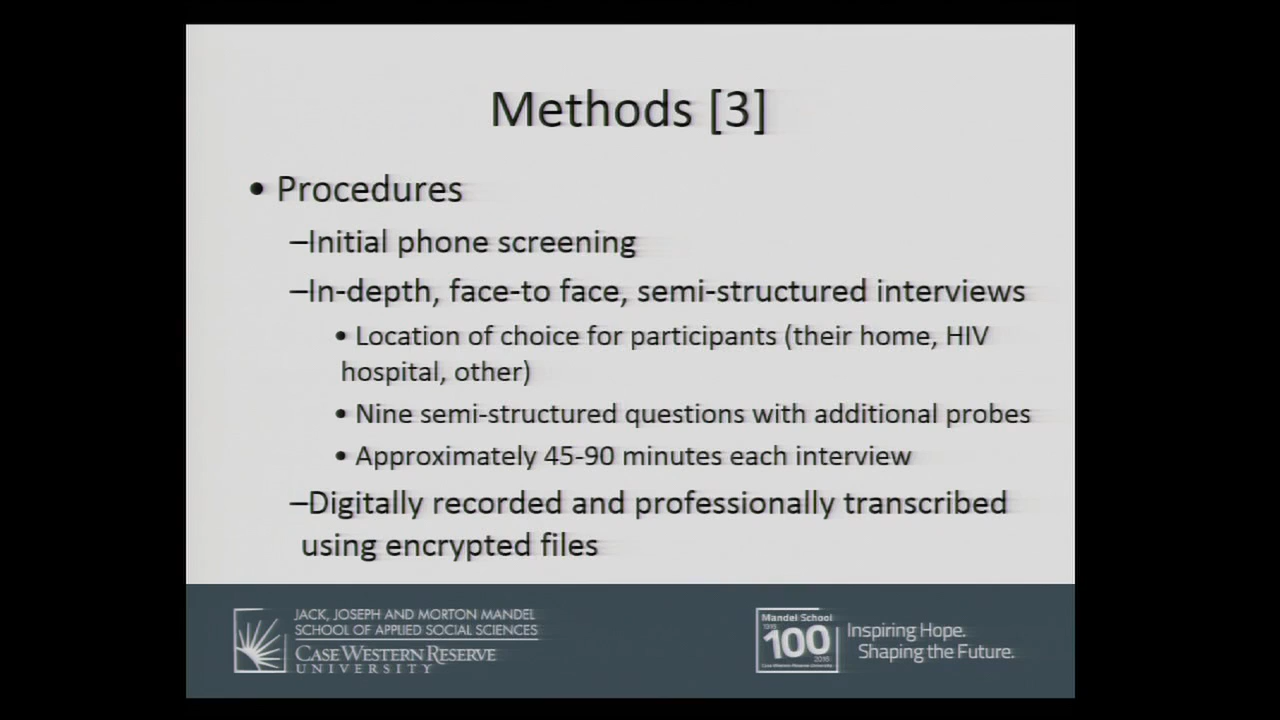 Methods [3]
• Procedures
–Initial phone screening
–In-depth, face-to face, semi-structured interviews
• Location of choice for participants (their home, HIV
hospital, other)
• Nine semi-structured questions with additional probes
• Approximately 45-90 minutes each interview
–Digitally recorded and professionally transcribed
using encrypted files
JACK, JOSEPH AND MORTON MANDEL
SCHOOL OF APPLIED SOCIAL SCIENCES
CASE WESTERN RESERVE
UNIVERSITY
Mandel School
100
Case Western Reserve University
Inspiring Hope.
Shaping the Future.